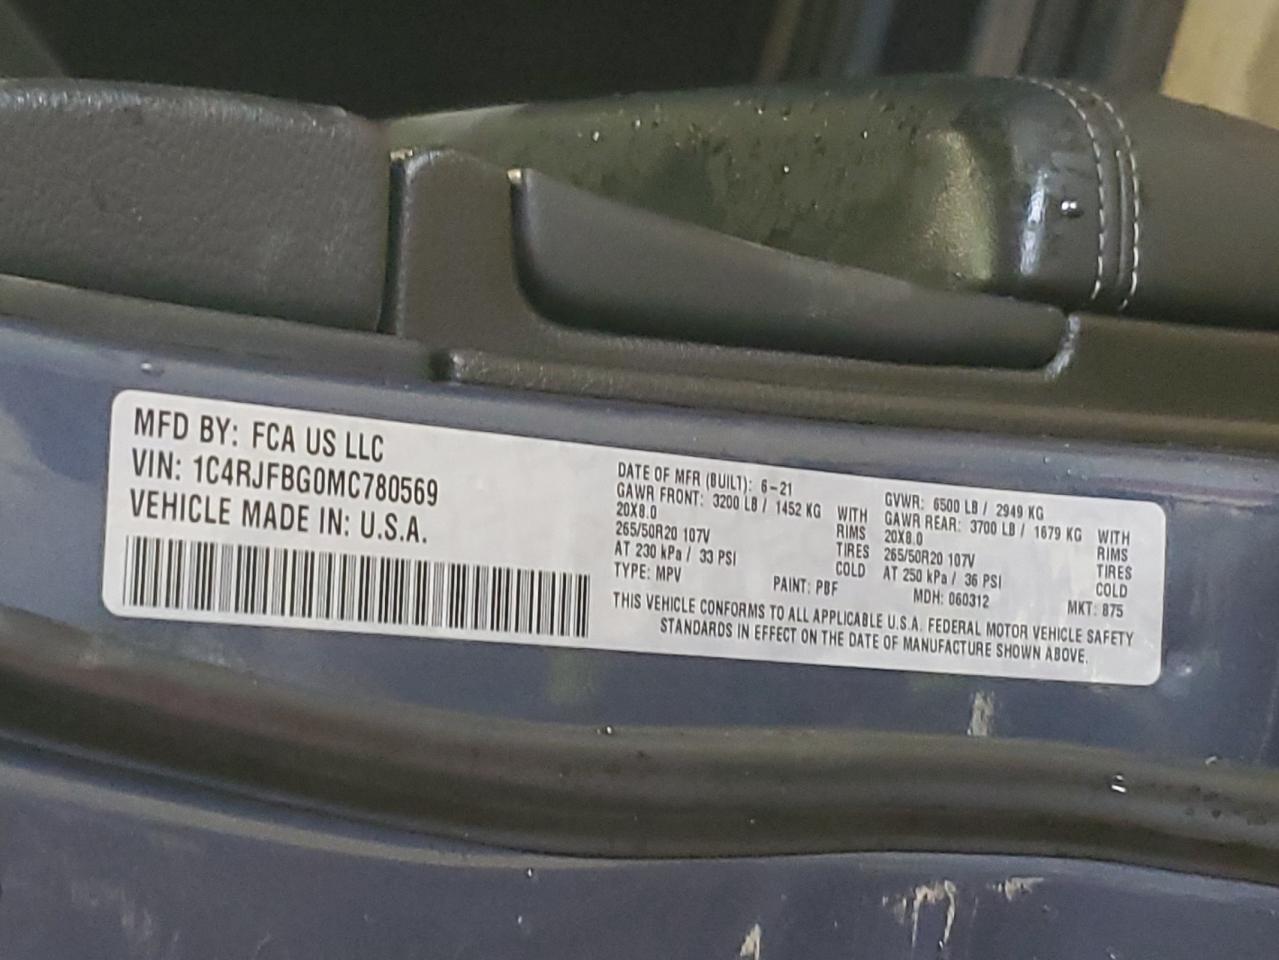 MFD BY: FCA US LLC
VIN: 1C4RJFBG0MC780569
VEHICLE MADE IN: U.S.A.
DATE OF MFR (BUILT): 6-21
GAWR FRONT: 3200 LB / 1452 KG WITH
20X8.0 RIMS
265/50R20 107V TIRES
AT 230 kPa / 33 PSI COLD
TYPE: MPV PAINT: PBF
GVWR: 6500 LB / 2949 KG
GAWR REAR: 3700 LB / 1679 KG WITH
20X8.0 RIMS
265/50R20 107V TIRES
AT 250 kPa / 36 PSI COLD
MDH: 060312 MKT: 875
THIS VEHICLE CONFORMS TO ALL APPLICABLE U.S.A. FEDERAL MOTOR VEHICLE SAFETY
STANDARDS IN EFFECT ON THE DATE OF MANUFACTURE SHOWN ABOVE.